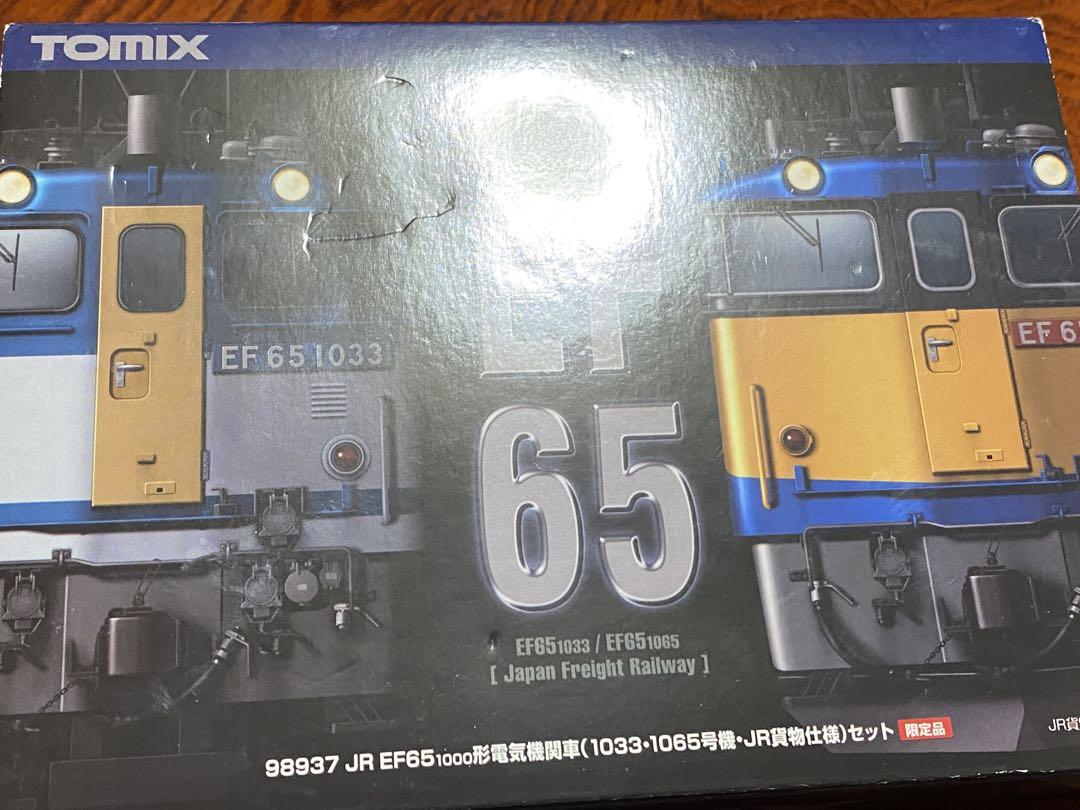 TOMIX
EF 65 1033
EF 6
EF
65
EF651033 / EF651065
[ Japan Freight Railway ]
98937 JR EF651000形電気機関車(1033・1065号機・JR貨物仕様)セット 限定品
JR貨